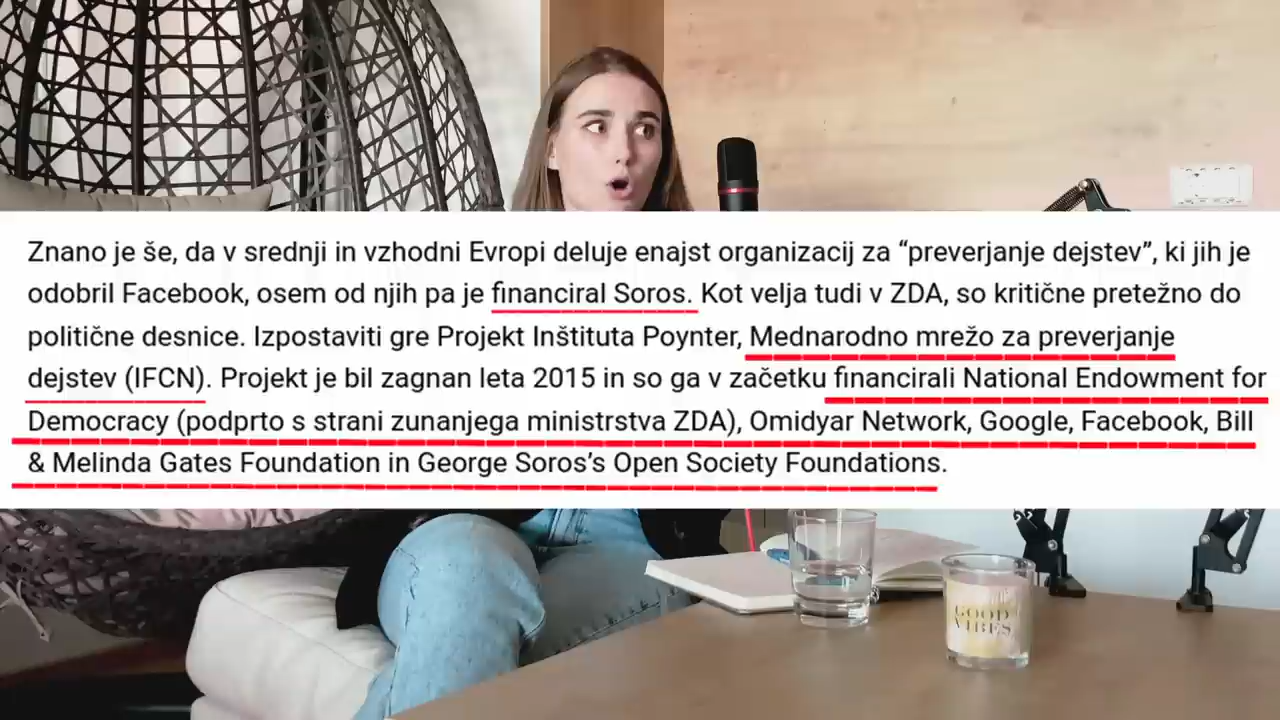 Znano je še, da v srednji in vzhodni Evropi deluje enajst organizacij za “preverjanje dejstev”, ki jih je
odobril Facebook, osem od njih pa je financiral Soros. Kot velja tudi v ZDA, so kritične pretežno do
politične desnice. Izpostaviti gre Projekt Inštituta Poynter, Mednarodno mrežo za preverjanje
dejstev (IFCN). Projekt je bil zagnan leta 2015 in so ga v začetku financirali National Endowment for
Democracy (podprto s strani zunanjega ministrstva ZDA), Omidyar Network, Google, Facebook, Bill
& Melinda Gates Foundation in George Soros’s Open Society Foundations.
GOOD
VIBES